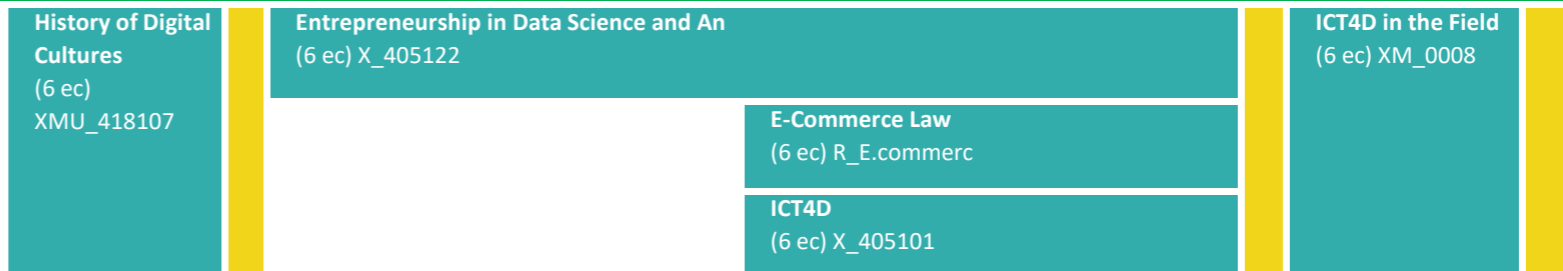 History of Digital
Cultures
(6 ec)
XMU_418107
Entrepreneurship in Data Science and An
(6 ec) X_405122
E-Commerce Law
(6 ec) R_E.commerc
ICT4D
(6 ec) X_405101
ICT4D in the Field
(6 ec) XM_0008